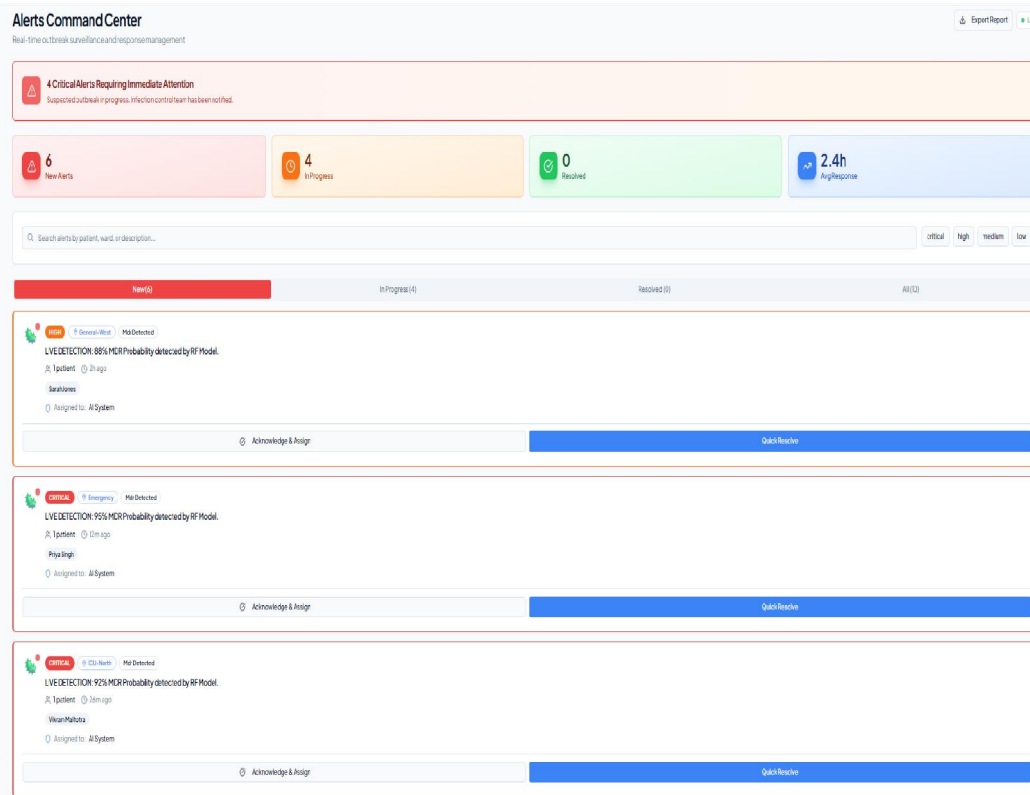 Alerts Command Center
Real-time outbreak surveillance and response management
Export Report
4 Critical Alerts Requiring Immediate Attention
Suspected outbreak in progress. Infection control team has been notified.
6
New Alerts
4
In Progress
0
Resolved
2.4h
Avg Response
Search alerts by patient, ward, or description...
critical
high
medium
low
New (6)
In Progress (4)
Resolved (0)
HIGH
General-West
Mdr Detected
LIVE DETECTION: 88% MDR Probability detected by RF Model.
1 patient
2h ago
Sarah Jones
Assigned to: AI System
Acknowledge & Assign
Quick Resolve
CRITICAL
Emergency
Mdr Detected
LIVE DETECTION: 95% MDR Probability detected by RF Model.
1 patient
12m ago
Priya Singh
Assigned to: AI System
Acknowledge & Assign
Quick Resolve
CRITICAL
ICU-North
Mdr Detected
LIVE DETECTION: 92% MDR Probability detected by RF Model.
1 patient
26m ago
Vikram Malhotra
Assigned to: AI System
Acknowledge & Assign
Quick Resolve